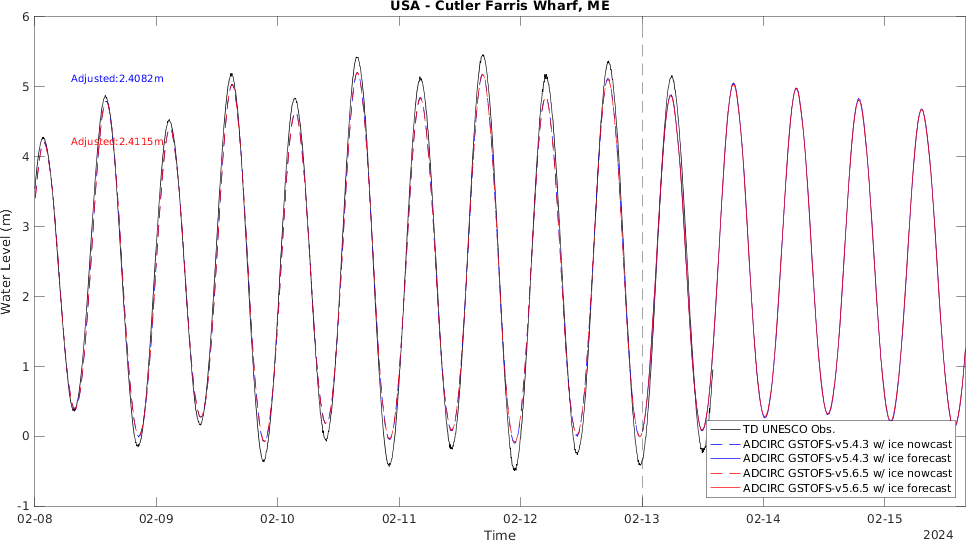 USA - Cutler Farris Wharf, ME
6
5
4
3
2
1
0
-1
Water Level (m)
Adjusted:2.4082m
Adjusted:2.4115m
TD UNESCO Obs.
ADCIRC GSTOFS-v5.4.3 w/ ice nowcast
ADCIRC GSTOFS-v5.4.3 w/ ice forecast
ADCIRC GSTOFS-v5.6.5 w/ ice nowcast
ADCIRC GSTOFS-v5.6.5 w/ ice forecast
02-08 02-09 02-10 02-11 02-12 02-13 02-14 02-15
Time
2024